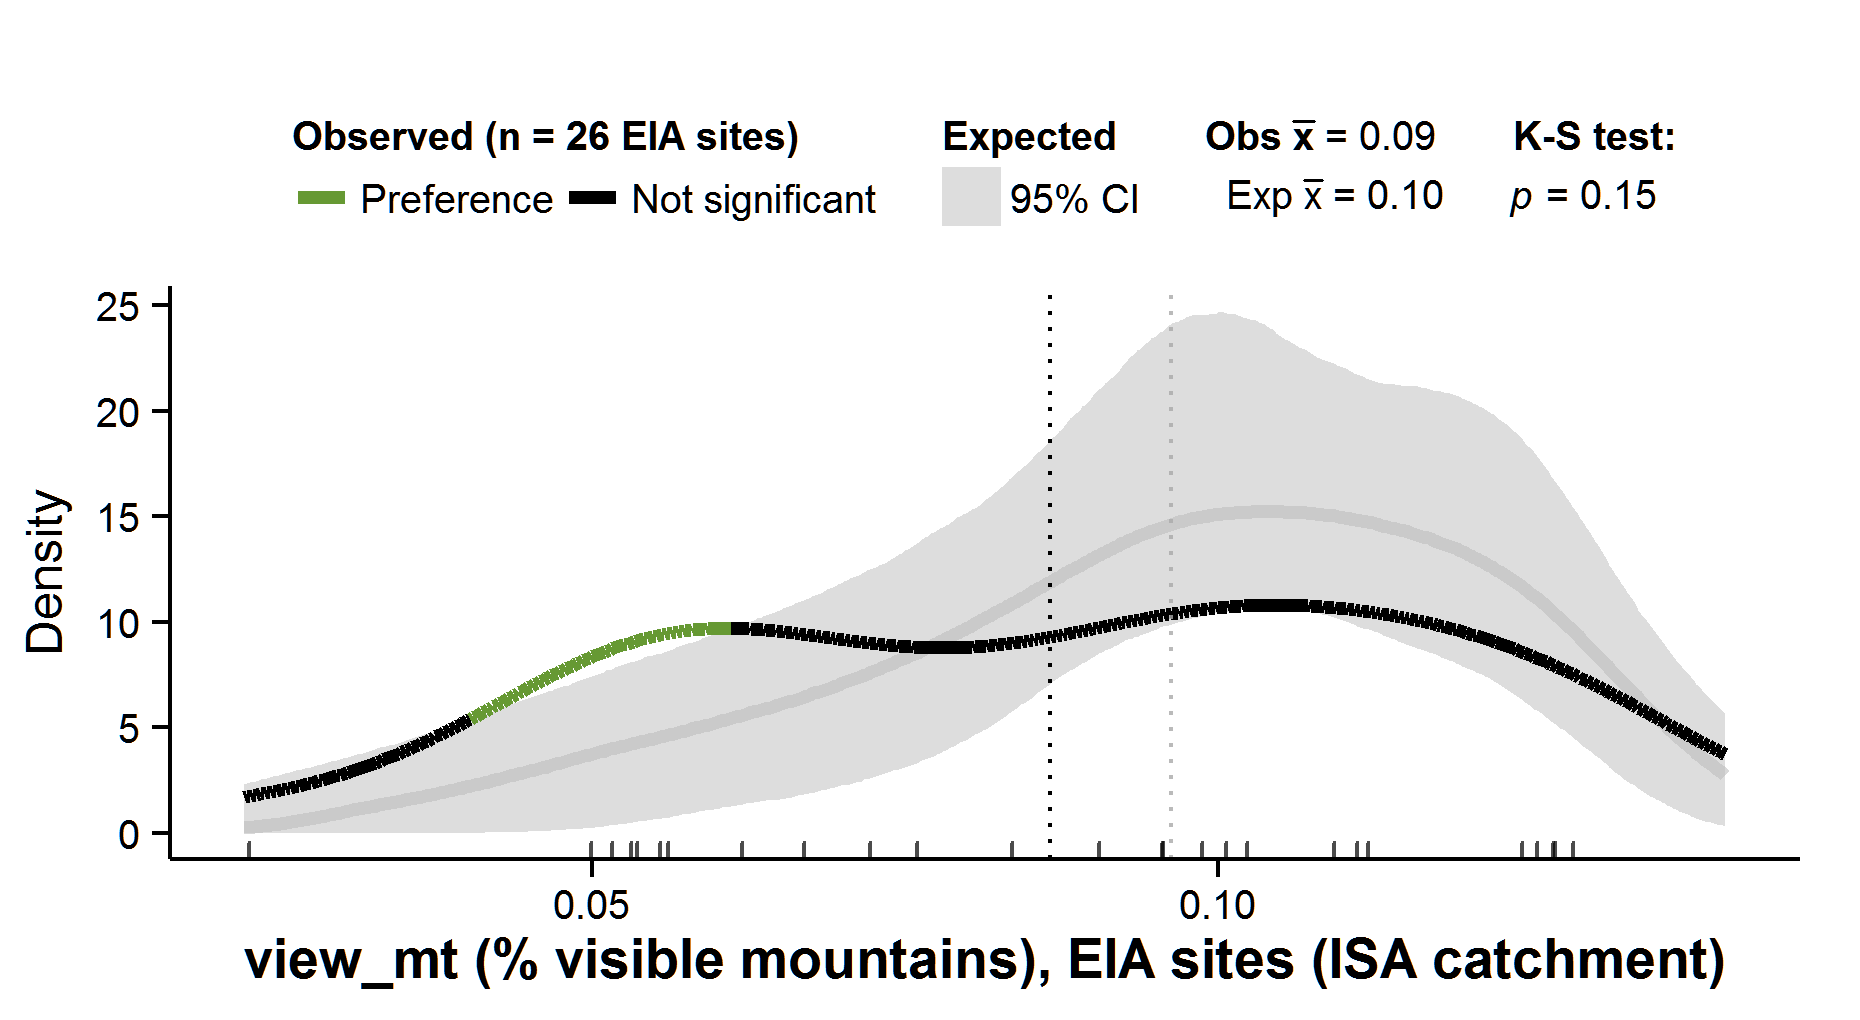 Observed (n = 26 EIA sites) Expected Obs x̅ = 0.09 K-S test:
Preference Not significant 95% CI Exp x̅ = 0.10 p = 0.15
25
20
15
10
5
0
Density
0.05 0.10
view_mt (% visible mountains), EIA sites (ISA catchment)